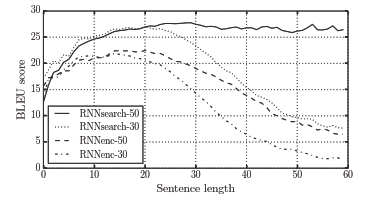 30
25
20
15
10
5
0
BLEU score
RNNsearch-50
RNNsearch-30
RNNenc-50
RNNenc-30
0 10 20 30 40 50 60
Sentence length